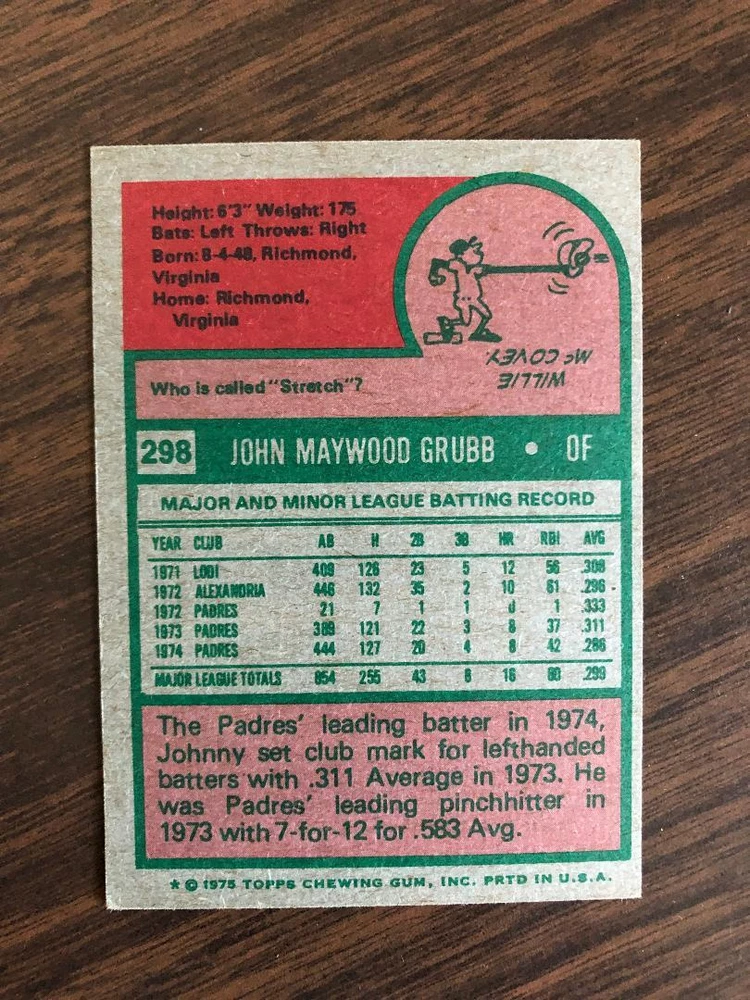 Height: 6'3" Weight: 175
Bats: Left Throws: Right
Born: 8-4-48, Richmond,
Virginia
Home: Richmond,
Virginia
Who is called "Stretch"?
WILLIE
McCOVEY
298 JOHN MAYWOOD GRUBB • OF
MAJOR AND MINOR LEAGUE BATTING RECORD
YEAR CLUB AB H 2B 3B HR RBI AVG
1971 LODI 409 126 23 5 12 56 .308
1972 ALEXANDRIA 446 132 35 2 10 61 .296
1972 PADRES 21 7 1 1 0 1 .333
1973 PADRES 389 121 22 3 8 37 .311
1974 PADRES 444 127 20 4 8 42 .286
MAJOR LEAGUE TOTALS 854 255 43 8 16 80 .299
The Padres' leading batter in 1974,
Johnny set club mark for lefthanded
batters with .311 Average in 1973. He
was Padres' leading pinchhitter in
1973 with 7-for-12 for .583 Avg.
* © 1975 TOPPS CHEWING GUM, INC. PRTD IN U.S.A.